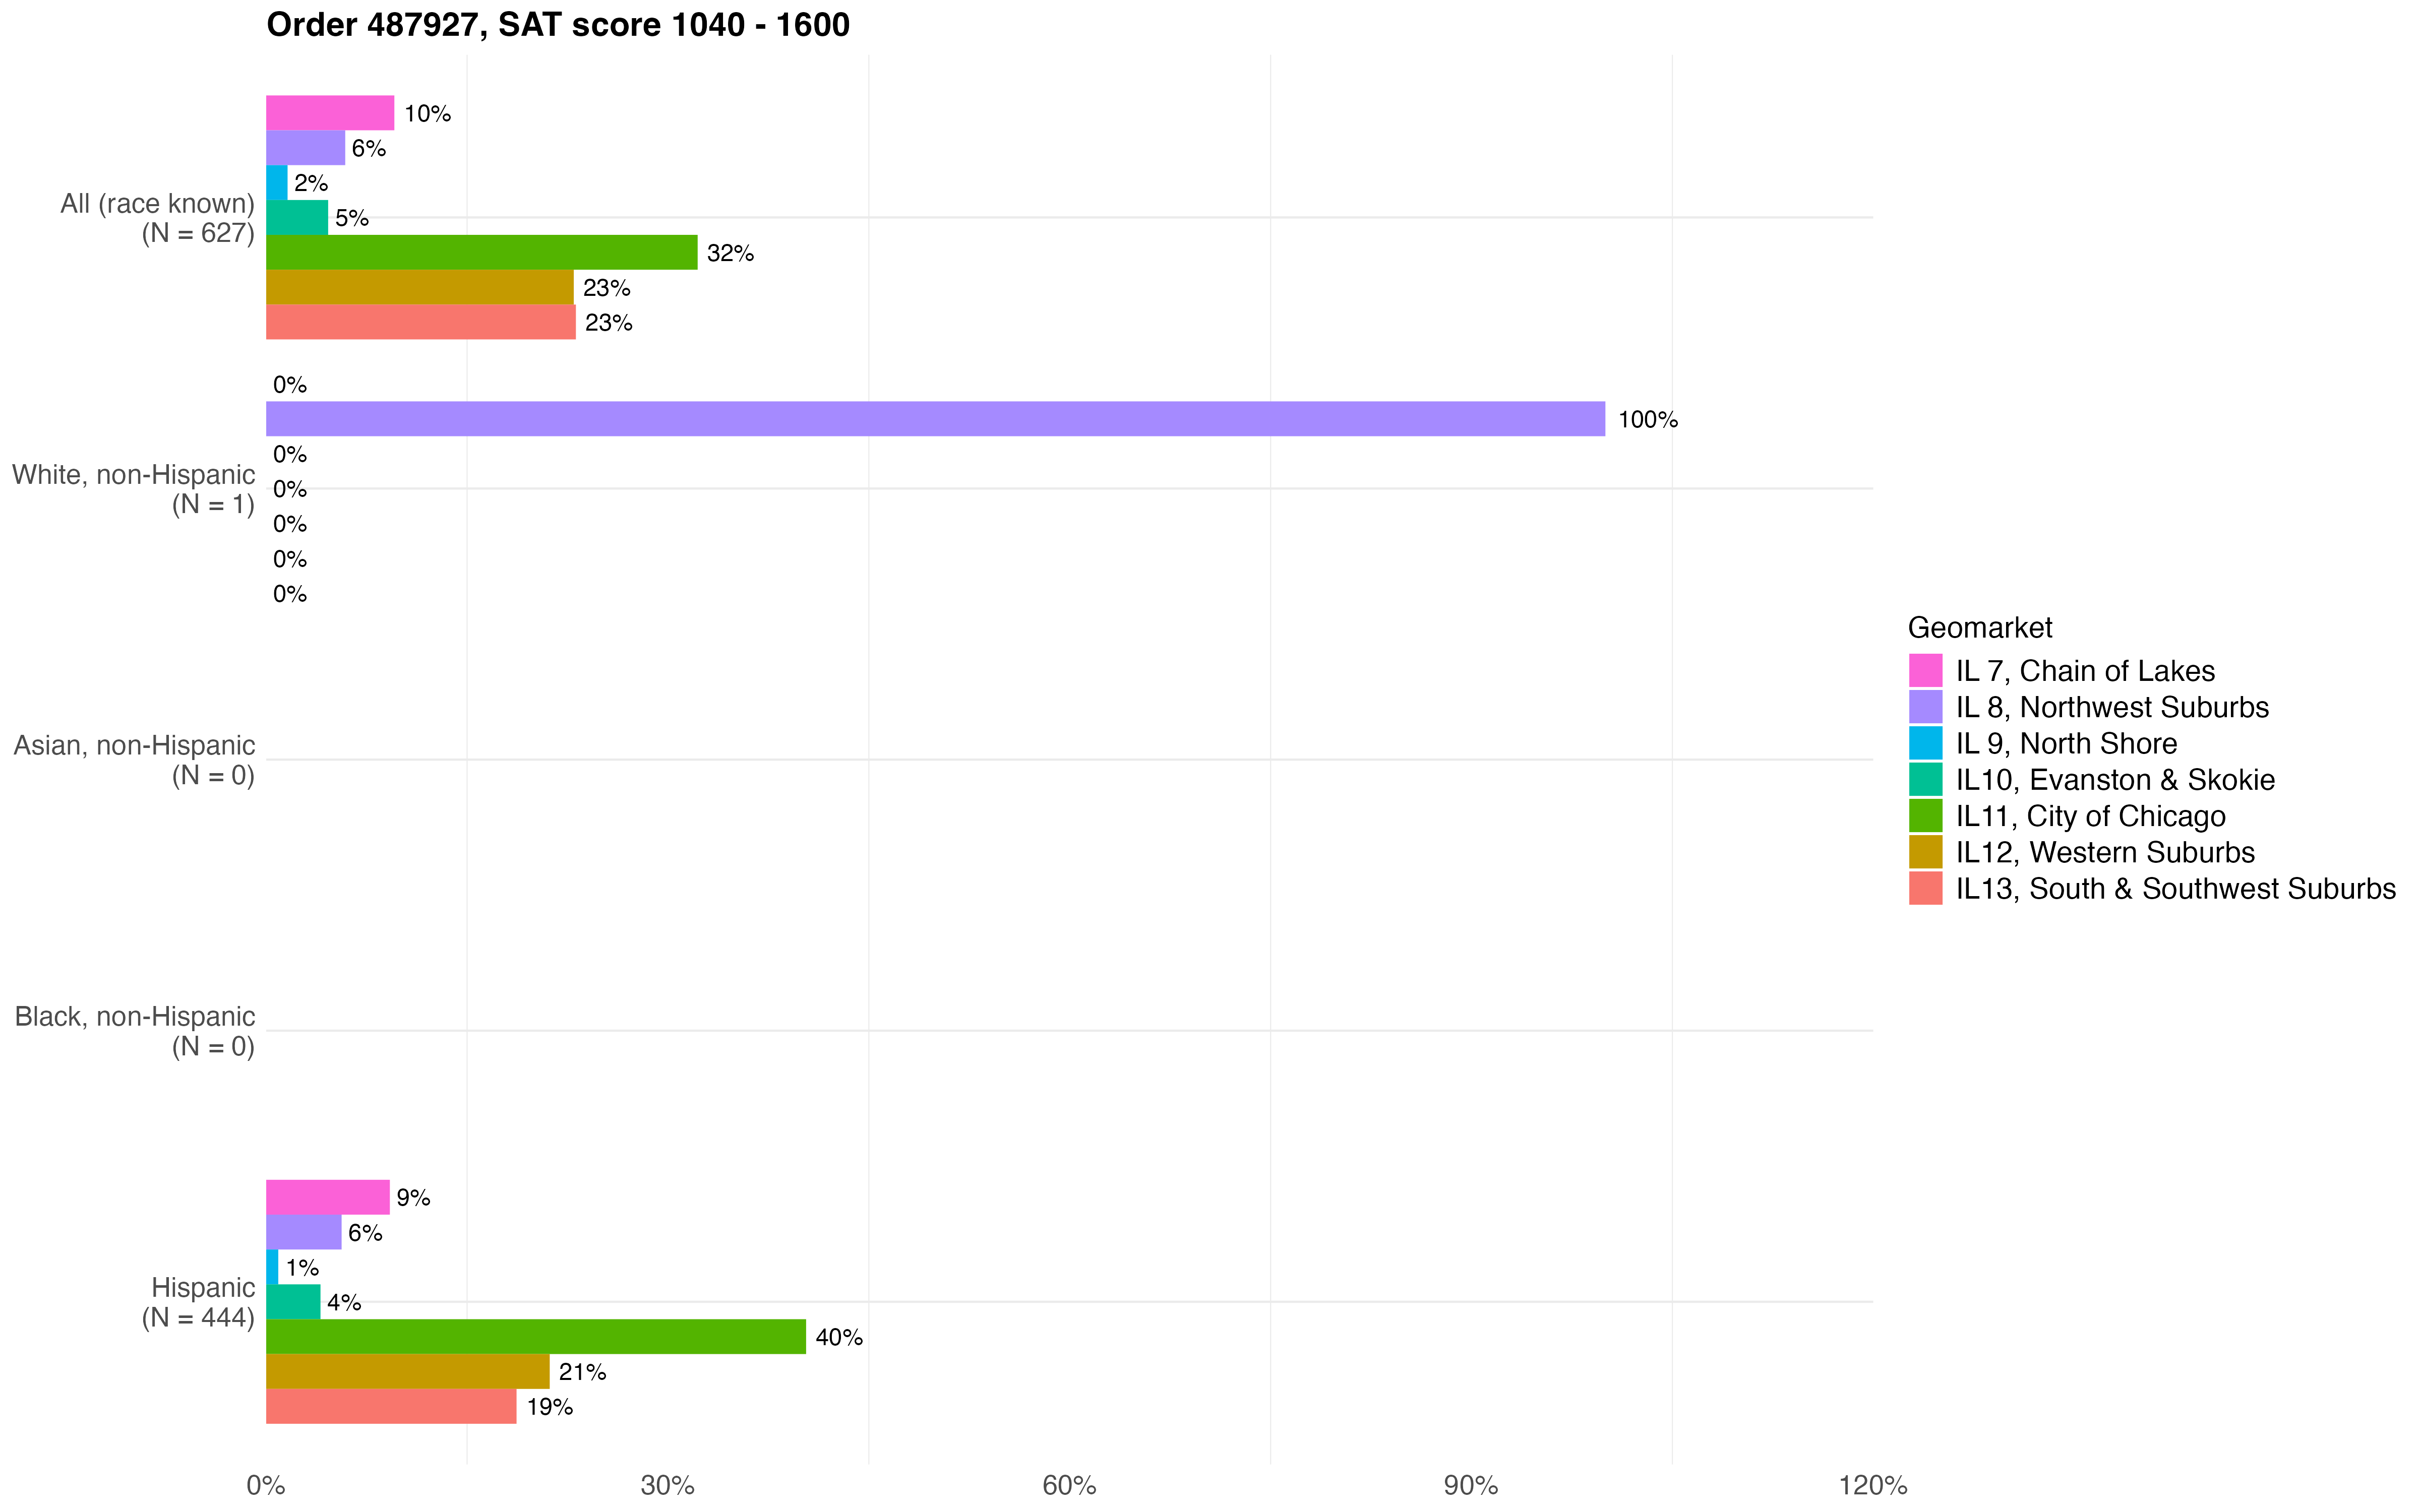 Order 487927, SAT score 1040 - 1600
All (race known)
(N = 627)
10%
6%
2%
5%
32%
23%
23%
White, non-Hispanic
(N = 1)
0%
100%
0%
0%
0%
0%
0%
Asian, non-Hispanic
(N = 0)
Black, non-Hispanic
(N = 0)
Hispanic
(N = 444)
9%
6%
1%
4%
40%
21%
19%
0%
30%
60%
90%
120%
Geomarket
IL 7, Chain of Lakes
IL 8, Northwest Suburbs
IL 9, North Shore
IL10, Evanston & Skokie
IL11, City of Chicago
IL12, Western Suburbs
IL13, South & Southwest Suburbs